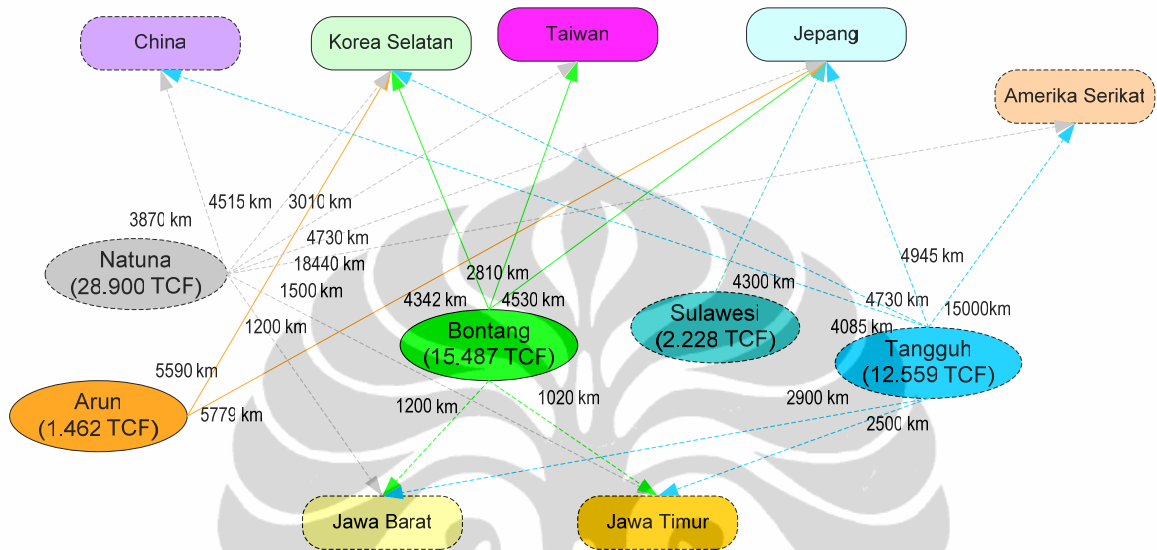 China
Korea Selatan
Taiwan
Jepang
Amerika Serikat
4515 km
3010 km
3870 km
4730 km
18440 km
1500 km
Natuna
(28.900 TCF)
1200 km
2810 km
4342 km
4530 km
Bontang
(15.487 TCF)
4300 km
Sulawesi
(2.228 TCF)
4945 km
4730 km
15000km
4085 km
Tangguh
(12.559 TCF)
5590 km
5779 km
Arun
(1.462 TCF)
1200 km
1020 km
2900 km
2500 km
Jawa Barat
Jawa Timur